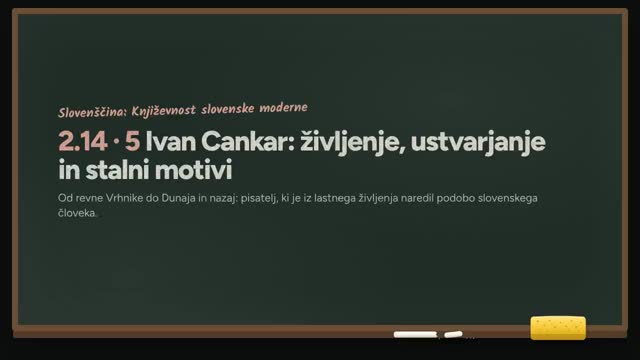 Slovenščina: Književnost slovenske moderne
2.14 · 5 Ivan Cankar: življenje, ustvarjanje
in stalni motivi
Od revne Vrhnike do Dunaja in nazaj: pisatelj, ki je iz lastnega življenja naredil podobo slovenskega
človeka.